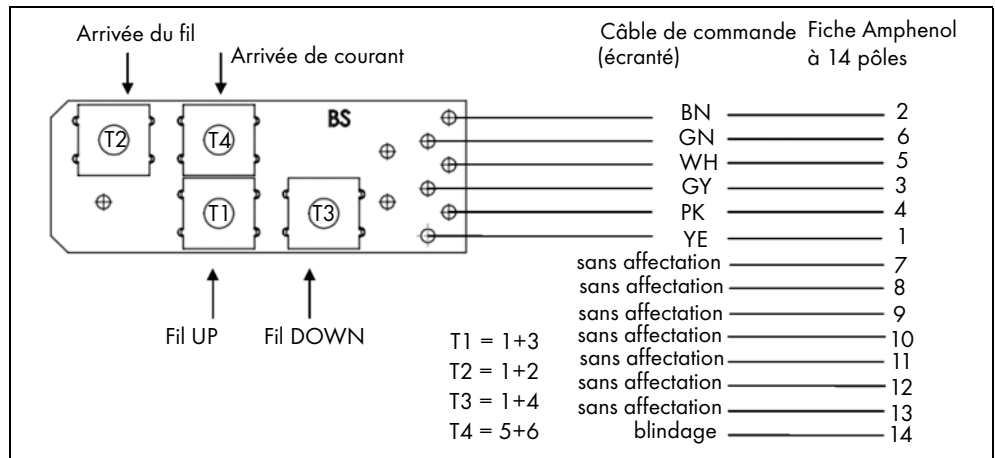 Arrivée du fil
Arrivée de courant
Câble de commande
(écranté)
Fiche Amphenol
à 14 pôles
BS
T2
T4
T1
T3
Fil UP
Fil DOWN
T1 = 1+3
T2 = 1+2
T3 = 1+4
T4 = 5+6
BN 2
GN 6
WH 5
GY 3
PK 4
YE 1
sans affectation 7
sans affectation 8
sans affectation 9
sans affectation 10
sans affectation 11
sans affectation 12
sans affectation 13
blindage 14